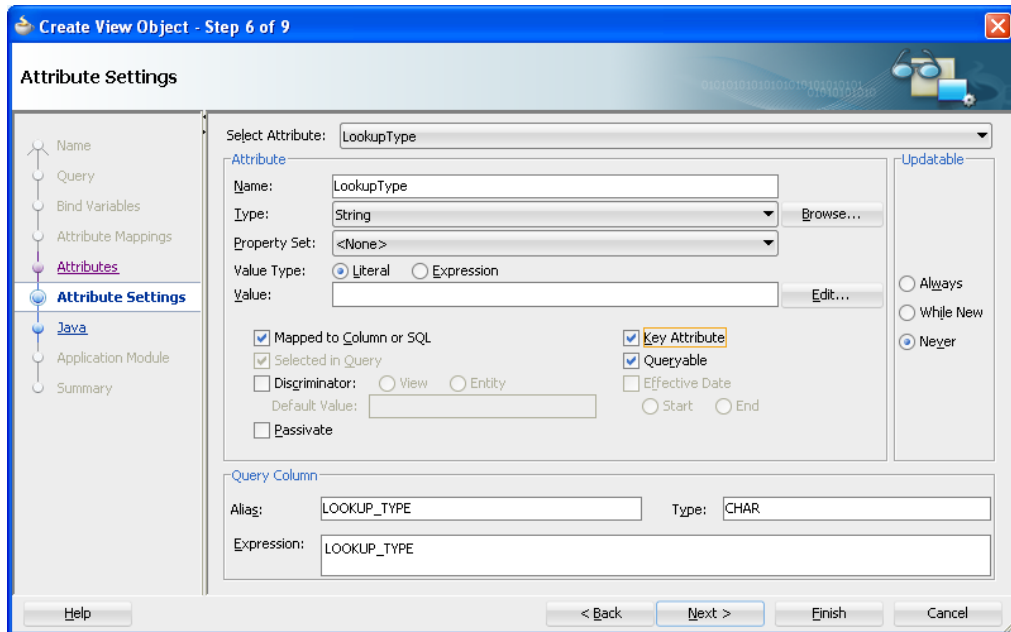 Create View Object - Step 6 of 9
Attribute Settings
Name
Query
Bind Variables
Attribute Mappings
Attributes
Attribute Settings
Java
Application Module
Summary
Select Attribute: LookupType
Attribute
Name: LookupType
Type: String Browse...
Property Set: <None>
Value Type: Literal Expression
Value: Edit...
Mapped to Column or SQL Key Attribute
Selected in Query Queryable
Discriminator: View Entity Effective Date
Default Value: Start End
Passivate
Updatable
Always
While New
Never
Query Column
Alias: LOOKUP_TYPE Type: CHAR
Expression: LOOKUP_TYPE
Help < Back Next > Finish Cancel